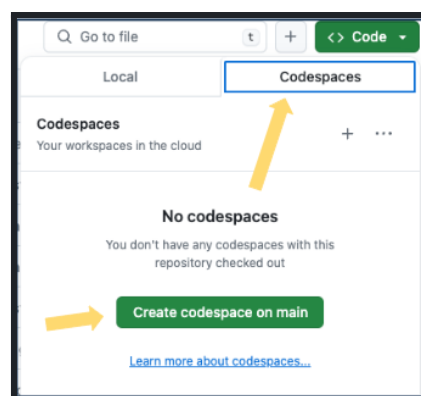 Go to file
t
+
<> Code
Local
Codespaces
Codespaces
Your workspaces in the cloud
+
...
No codespaces
You don't have any codespaces with this
repository checked out
Create codespace on main
Learn more about codespaces...